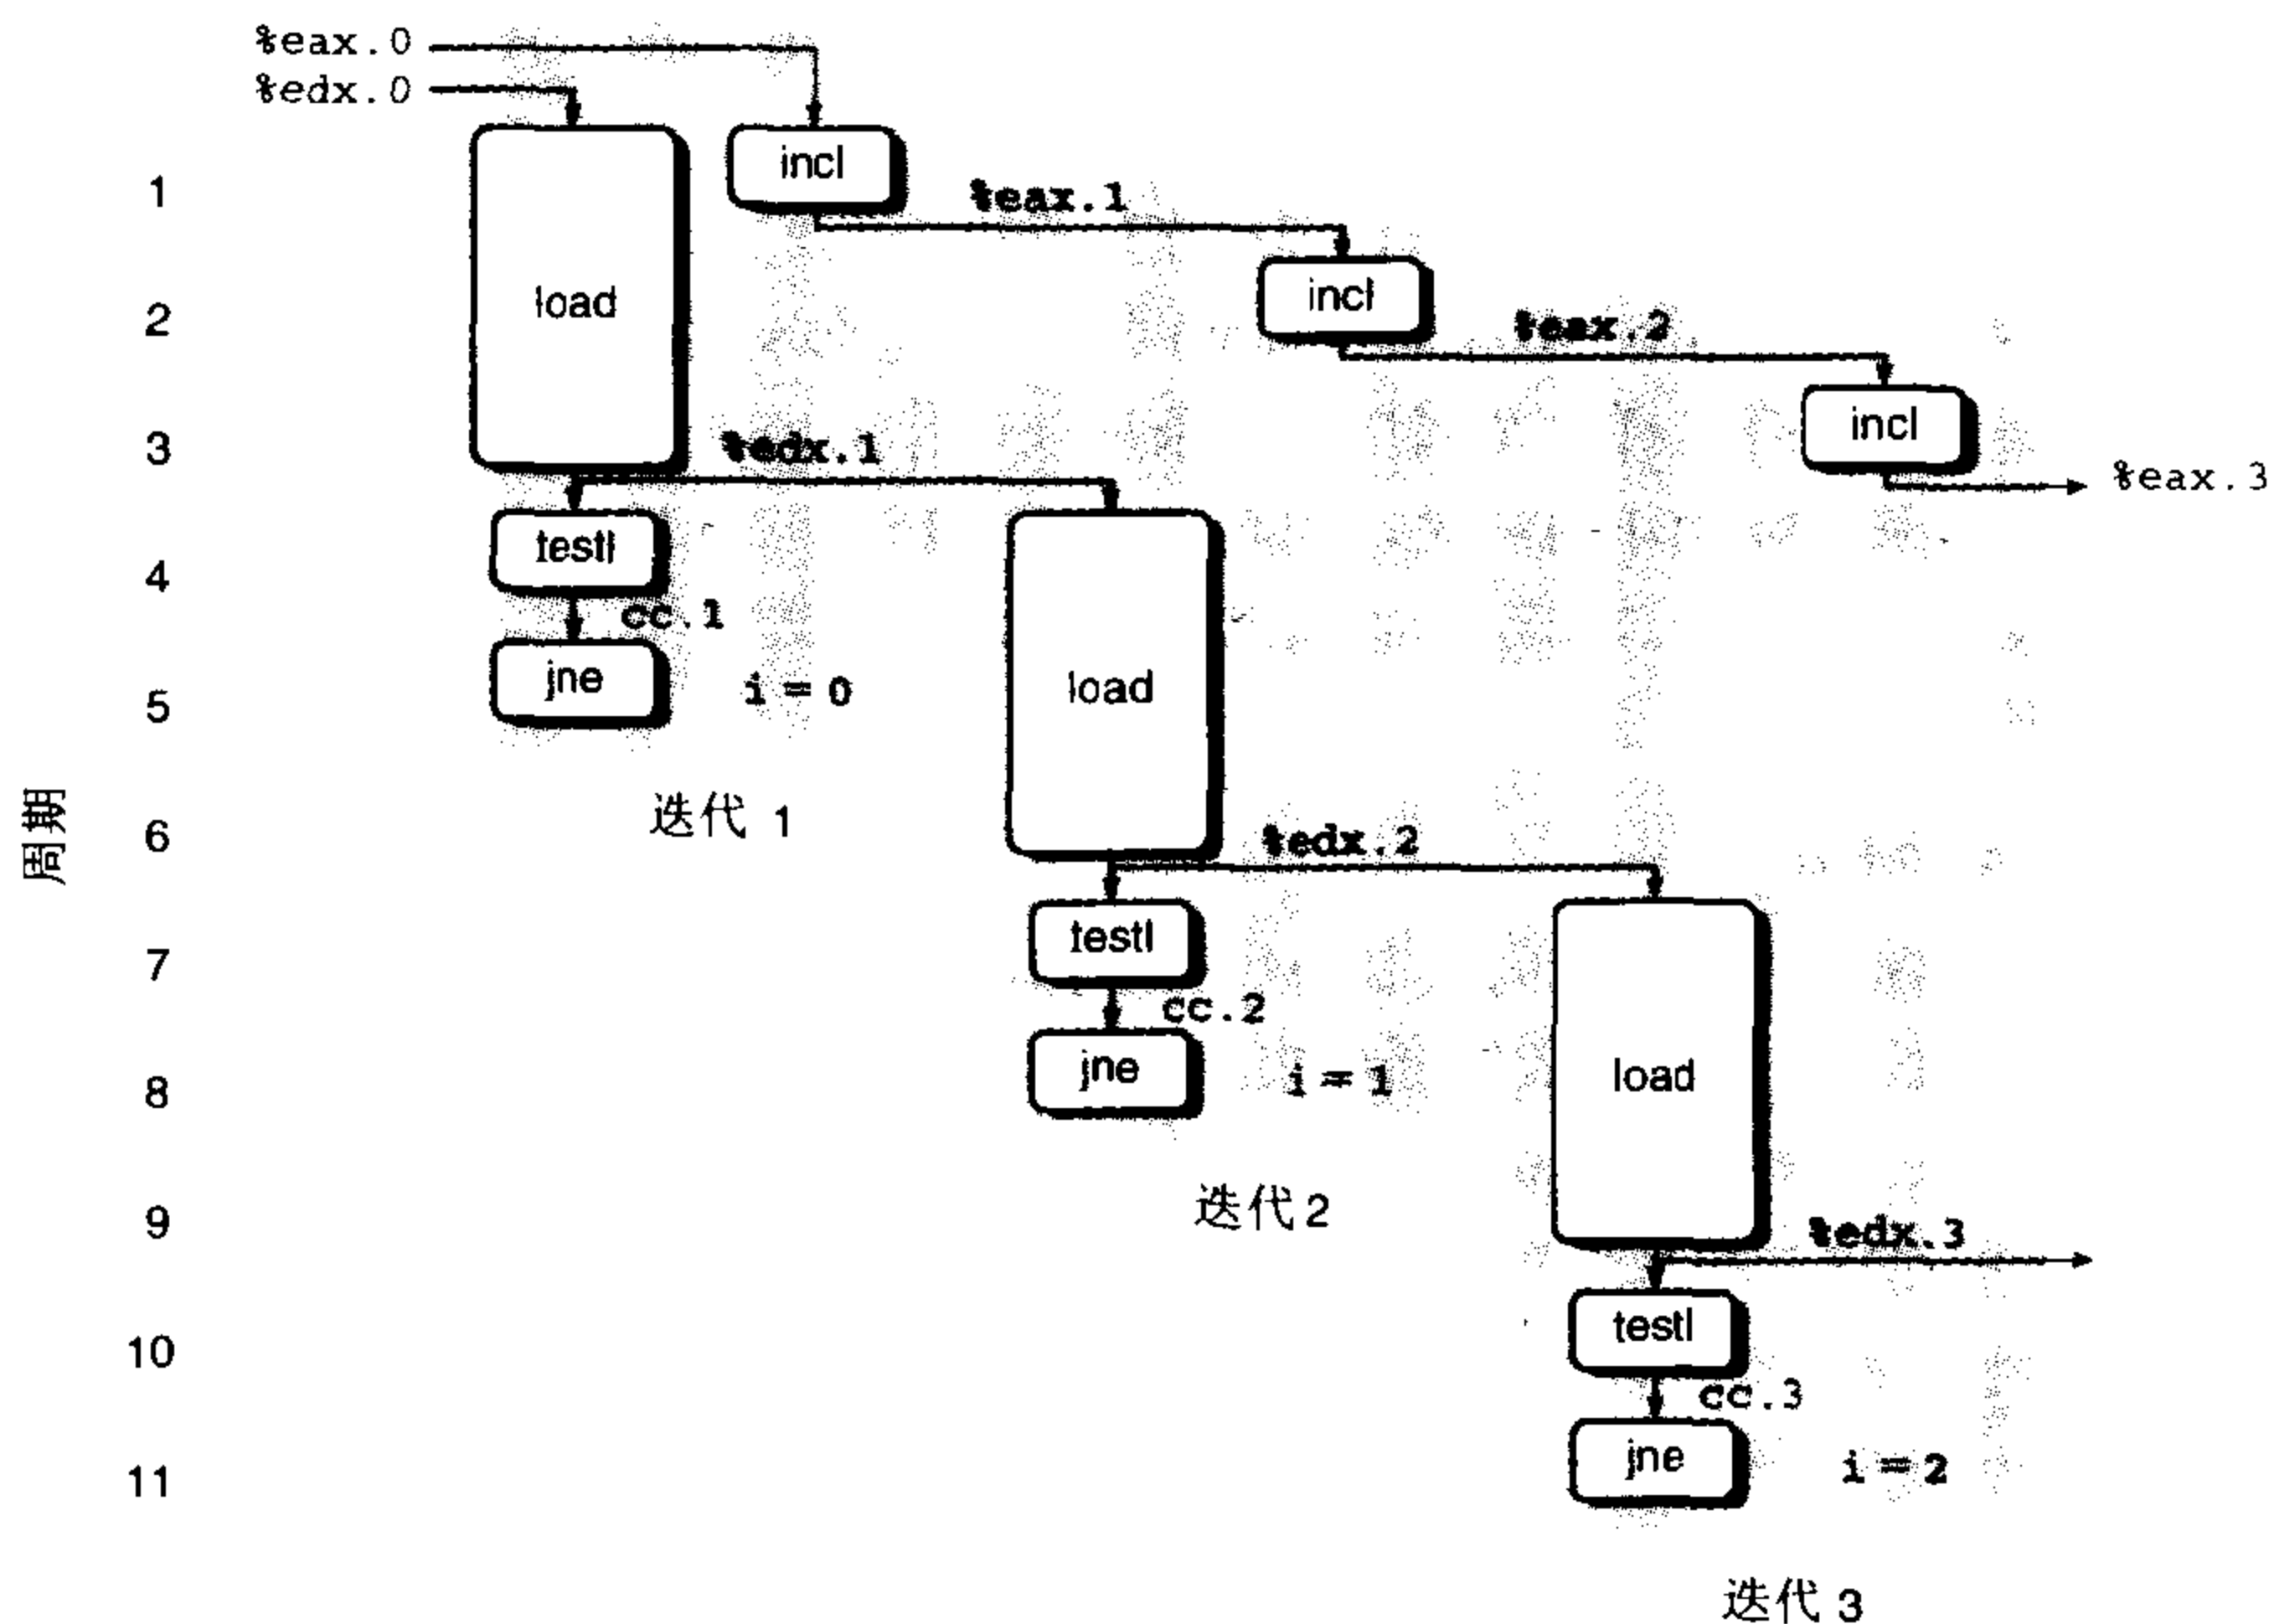 %eax.0
%edx.0
incl
1
%eax.1
load
incl
2
%eax.2
incl
3
%edx.1
%eax.3
testl
4
cc.1
jne
i = 0
load
5
周期
迭代 1
6
%edx.2
testl
7
cc.2
jne
i = 1
load
8
迭代 2
9
%edx.3
testl
10
cc.3
jne
i = 2
11
迭代 3